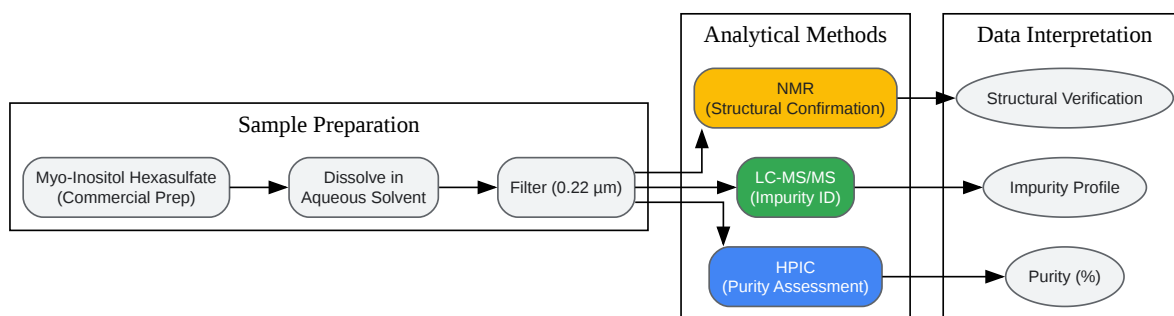 Sample Preparation
Myo-Inositol Hexasulfate
(Commercial Prep)
Dissolve in
Aqueous Solvent
Filter (0.22 µm)
Analytical Methods
NMR
(Structural Confirmation)
LC-MS/MS
(Impurity ID)
HPIC
(Purity Assessment)
Data Interpretation
Structural Verification
Impurity Profile
Purity (%)